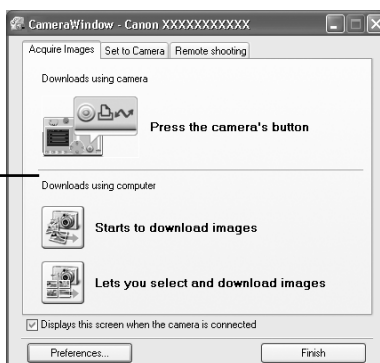 CameraWindow - Canon XXXXXXXXXXX
Acquire Images Set to Camera Remote shooting
Downloads using camera
Press the camera's button
Downloads using computer
Starts to download images
Lets you select and download images
Displays this screen when the camera is connected
Preferences... Finish